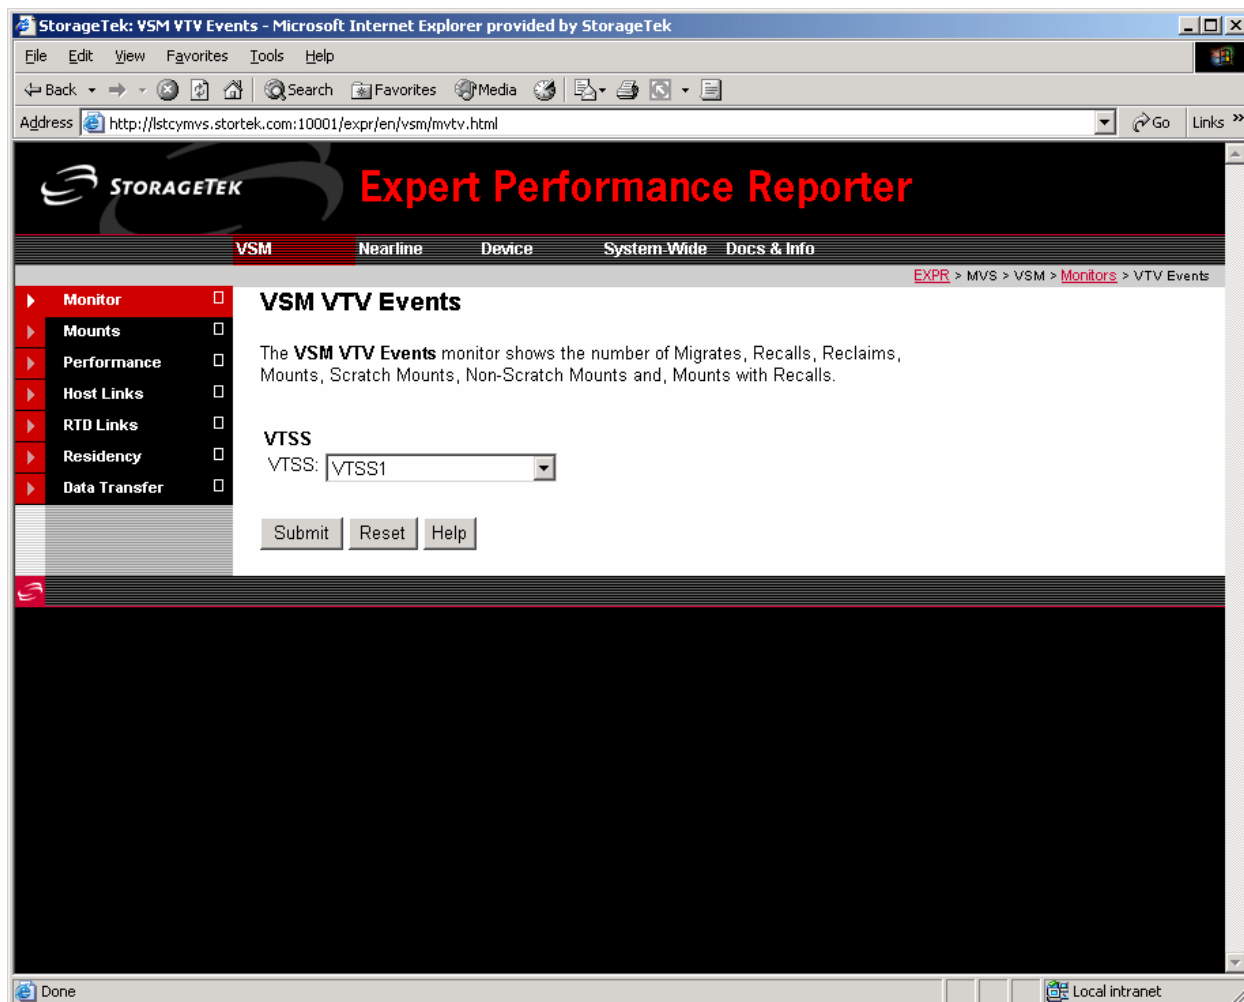 StorageTek: VSM VTV Events - Microsoft Internet Explorer provided by StorageTek
File Edit View Favorites Tools Help
Back Search Favorites Media
Address http://lstcymvs.stortek.com:10001/expr/en/vsm/mvtv.html Go Links »
STORAGETEK Expert Performance Reporter
VSM Nearline Device System-Wide Docs & Info
EXPR > MVS > VSM > Monitors > VTV Events
Monitor
Mounts
Performance
Host Links
RTD Links
Residency
Data Transfer
VSM VTV Events
The VSM VTV Events monitor shows the number of Migrates, Recalls, Reclaims,
Mounts, Scratch Mounts, Non-Scratch Mounts and, Mounts with Recalls.
VTSS
VTSS: VTSS1
Submit Reset Help
Done Local intranet